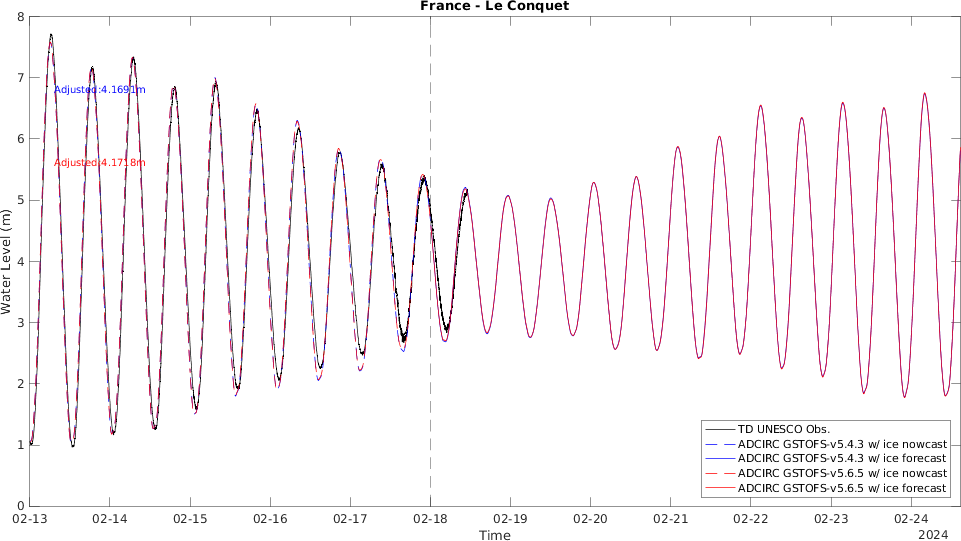 France - Le Conquet
8
7
6
5
4
3
2
1
0
Water Level (m)
Adjusted:4.1691m
Adjusted:4.1718m
TD UNESCO Obs.
ADCIRC GSTOFS-v5.4.3 w/ ice nowcast
ADCIRC GSTOFS-v5.4.3 w/ ice forecast
ADCIRC GSTOFS-v5.6.5 w/ ice nowcast
ADCIRC GSTOFS-v5.6.5 w/ ice forecast
02-13 02-14 02-15 02-16 02-17 02-18 02-19 02-20 02-21 02-22 02-23 02-24
Time
2024